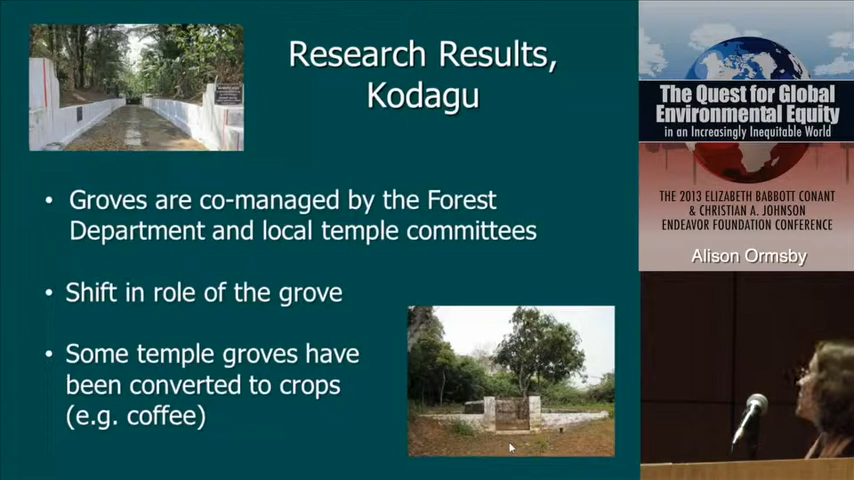 Research Results,
Kodagu
• Groves are co-managed by the Forest
Department and local temple committees
• Shift in role of the grove
• Some temple groves have
been converted to crops
(e.g. coffee)
The Quest for Global
Environmental Equity
in an Increasingly Inequitable World
THE 2013 ELIZABETH BABBOTT CONANT
& CHRISTIAN A. JOHNSON
ENDEAVOR FOUNDATION CONFERENCE
Alison Ormsby